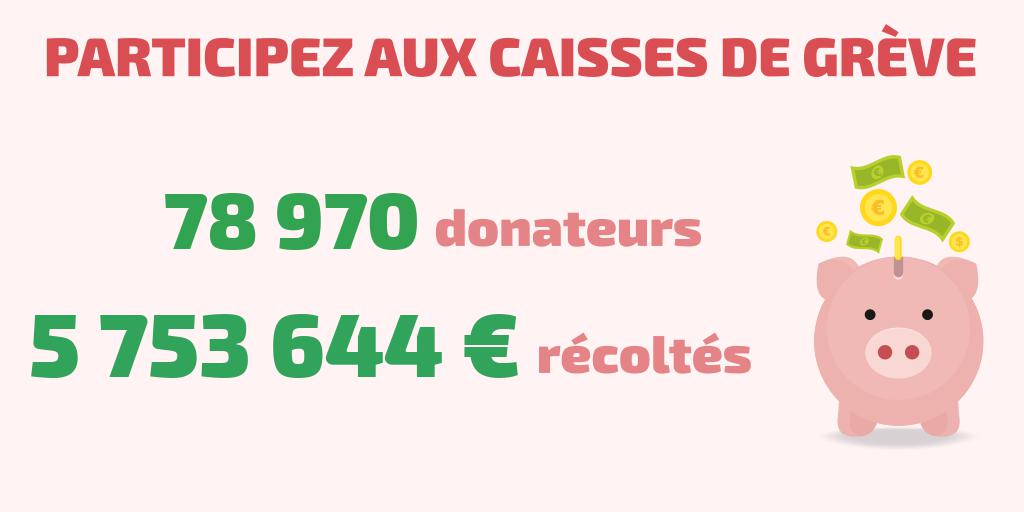 PARTICIPEZ AUX CAISSES DE GRÈVE
78 970 donateurs
5 753 644 € récoltés